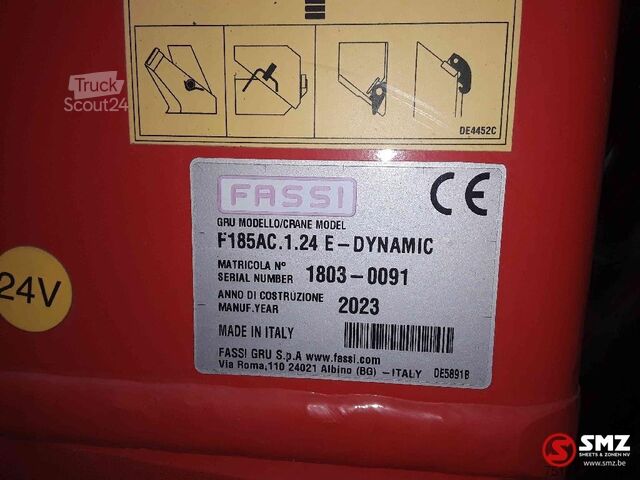 Truck
Scout24
DE4452C
FASSI
CE
GRU MODELLO/CRANE MODEL
F185AC.1.24 E-DYNAMIC
MATRICOLA N°
SERIAL NUMBER 1803-0091
ANNO DI COSTRUZIONE
MANUF.YEAR 2023
MADE IN ITALY
FASSI GRU S.p.A www.fassi.com
Via Roma,110 24021 Albino (BG) -ITALY DE5891B
24V
SMZ
SHEETS & ZONEN NV
www.smz.be